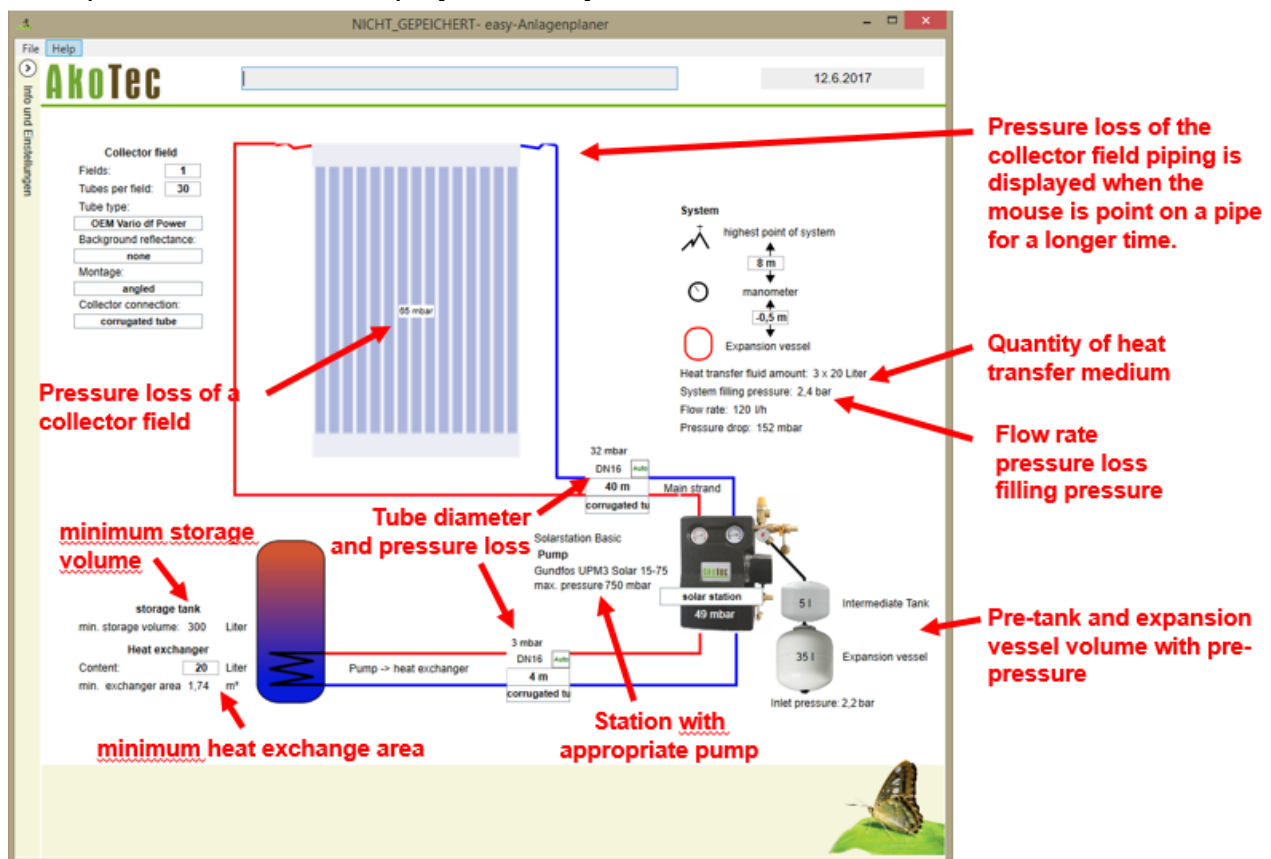 NICHT_GEPEICHERT- easy-Anlagenplaner
File Help
AkoTec
12.6.2017
Info und Einstellungen
Collector field
Fields: 1
Tubes per field: 30
Tube type:
OEM Vario df Power
Background reflectance:
none
Montage:
angled
Collector connection:
corrugated tube
65 mbar
Pressure loss of a
collector field
System
highest point of system
8 m
manometer
-0,5 m
Expansion vessel
Heat transfer fluid amount: 3 x 20 Liter
System filling pressure: 2,4 bar
Flow rate: 120 l/h
Pressure drop: 152 mbar
Pressure loss of the
collector field piping is
displayed when the
mouse is point on a pipe
for a longer time.
Quantity of heat
transfer medium
Flow rate
pressure loss
filling pressure
32 mbar
DN16 Auto
40 m
Main strand
corrugated tu
Tube diameter
and pressure loss
Solarstation Basic
Pump
Gundfos UPM3 Solar 15-75
max. pressure 750 mbar
AkoTec
solar station
49 mbar
5 l
Intermediate Tank
35 l
Expansion vessel
Inlet pressure: 2,2 bar
Pre-tank and expansion
vessel volume with pre-
pressure
minimum storage
volume
storage tank
min. storage volume: 300 Liter
Heat exchanger
Content: 20 Liter
min. exchanger area 1,74 m²
minimum heat exchange area
Pump -> heat exchanger
3 mbar
DN16 Auto
4 m
corrugated tu
Station with
appropriate pump